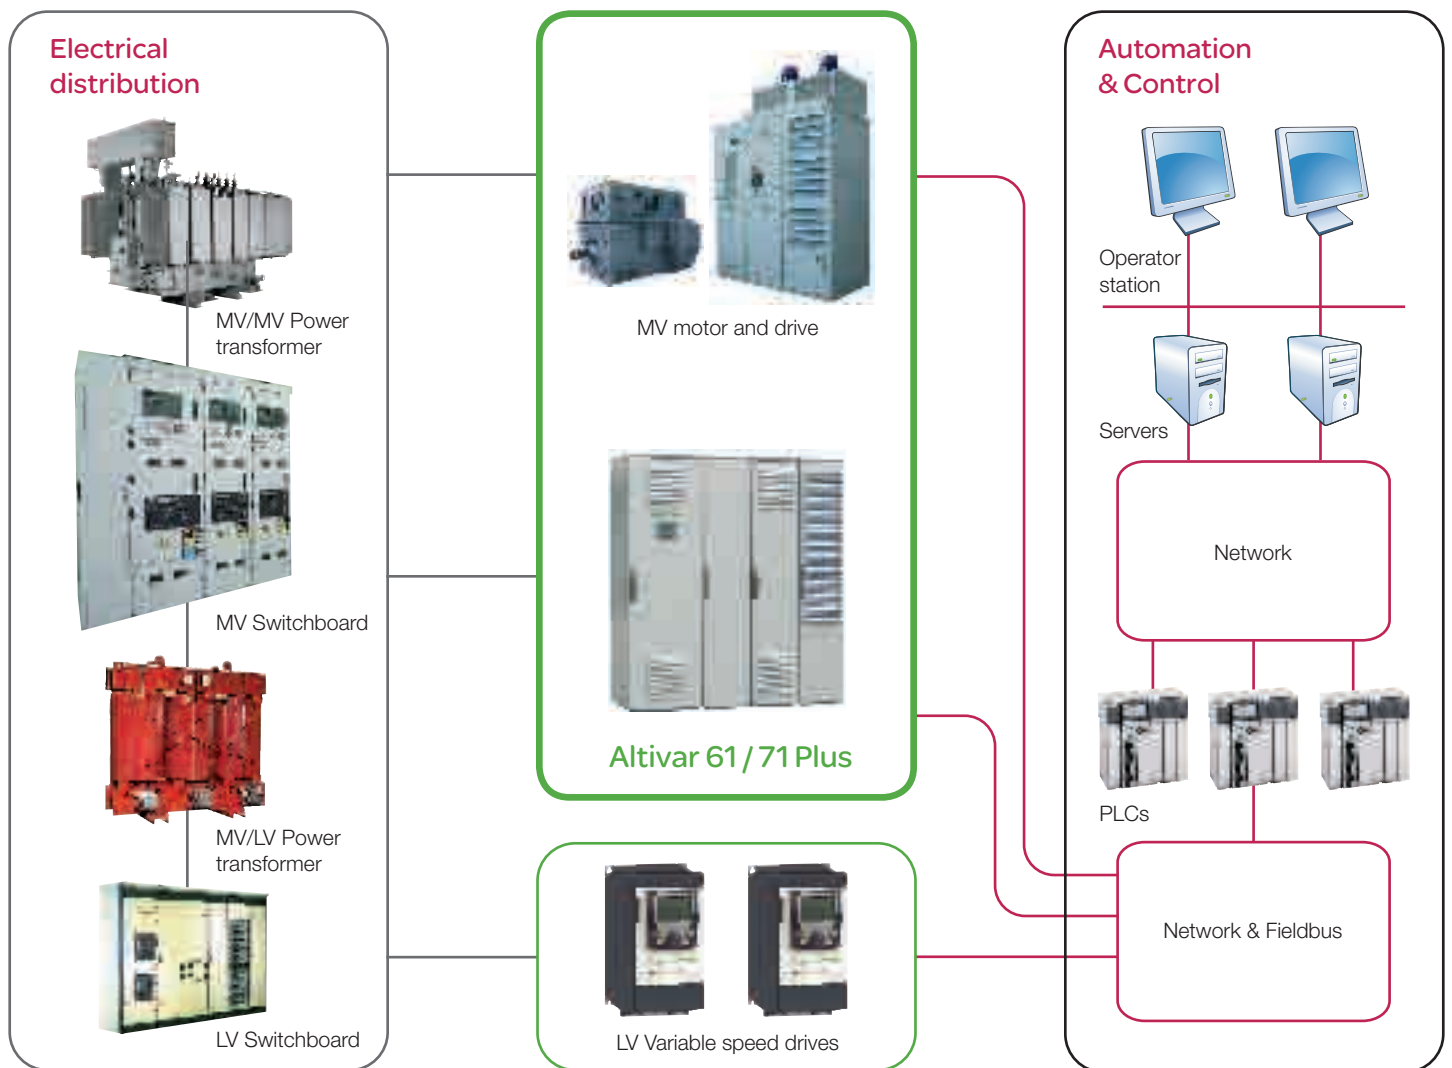 Electrical
distribution
MV/MV Power
transformer
MV Switchboard
MV/LV Power
transformer
LV Switchboard
MV motor and drive
Altivar 61 / 71 Plus
LV Variable speed drives
Automation
& Control
Operator
station
Servers
Network
PLCs
Network & Fieldbus